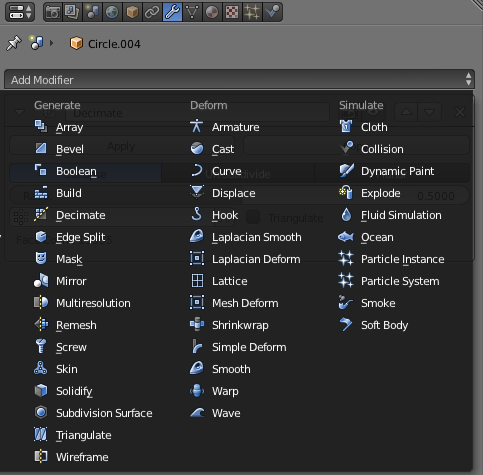 Circle.004
Add Modifier
Generate
Array
Bevel
Boolean
Build
Decimate
Edge Split
Mask
Mirror
Multiresolution
Remesh
Screw
Skin
Solidify
Subdivision Surface
Triangulate
Wireframe
Deform
Armature
Cast
Curve
Displace
Hook
Laplacian Smooth
Laplacian Deform
Lattice
Mesh Deform
Shrinkwrap
Simple Deform
Smooth
Warp
Wave
Simulate
Cloth
Collision
Dynamic Paint
Explode
Fluid Simulation
Ocean
Particle Instance
Particle System
Smoke
Soft Body
Decimate
Apply
0.5000
Triangulate